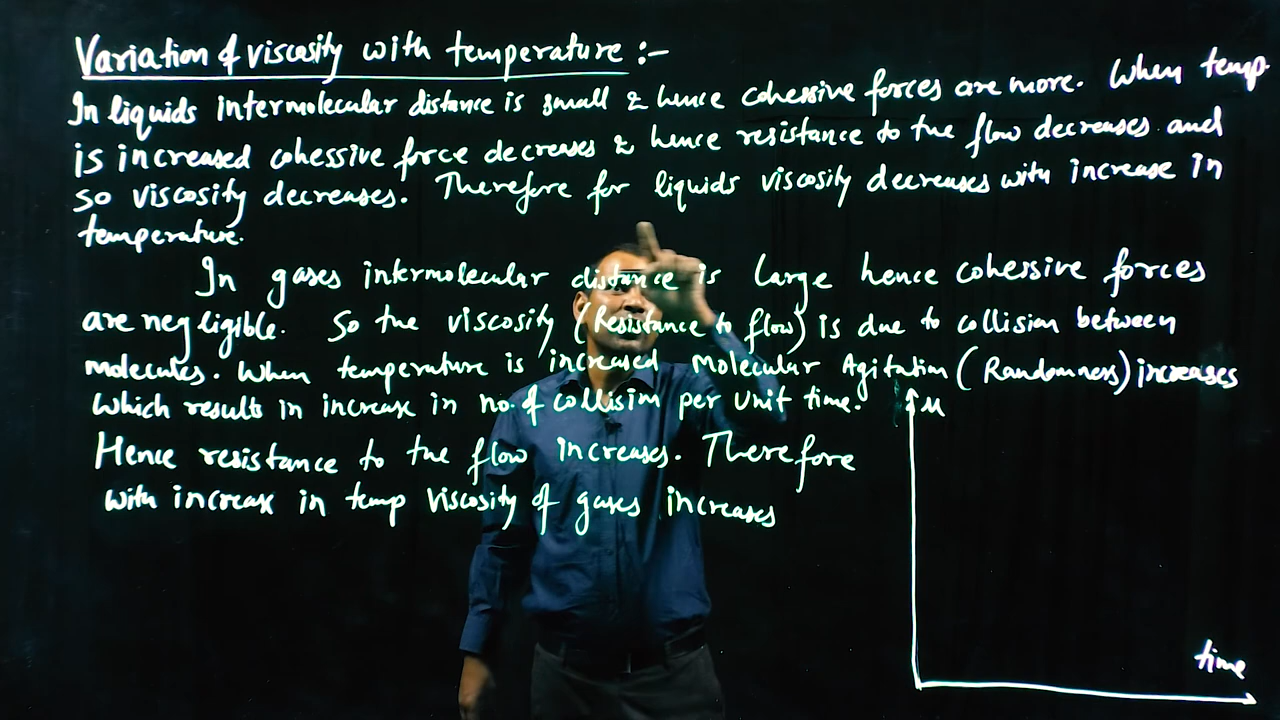 Variation of viscosity with temperature :-
In liquids intermolecular distance is small & hence cohessive forces are more. When temp.
is increased cohessive force decreases & hence resistance to the flow decreases and
so viscosity decreases. Therefore for liquids viscosity decreases with increase in
temperature.
In gases intermolecular distance is large hence cohessive forces
are negligible. So the viscosity (Resistance to flow) is due to collision between
molecules. When temperature is increased Molecular Agitation (Randomness) increases
which results in increase in no. of collision per unit time.
μ
Hence resistance to the flow increases. Therefore
with increase in temp viscosity of gases increases
time